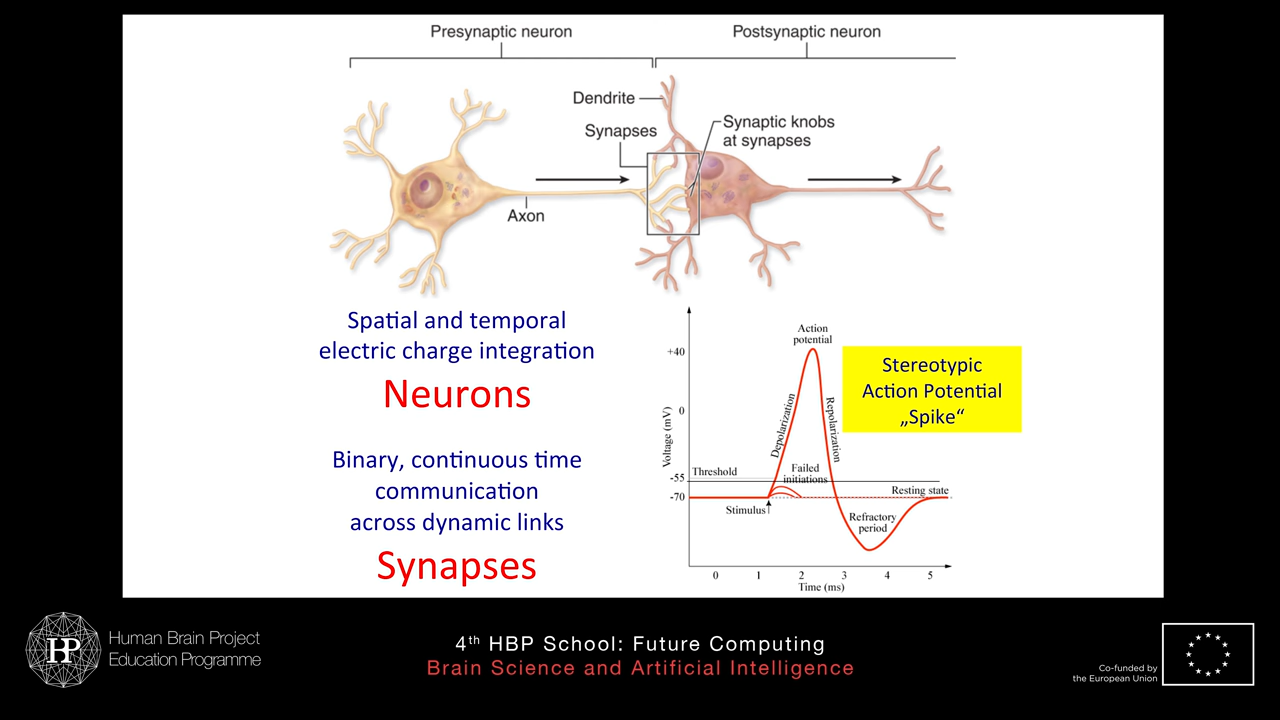 Presynaptic neuron
Postsynaptic neuron
Dendrite
Synapses
Synaptic knobs
at synapses
Axon
Spatial and temporal
electric charge integration
Neurons
Binary, continuous time
communication
across dynamic links
Synapses
Action
potential
+40
0
-55
-70
Voltage (mV)
Depolarization
Repolarization
Threshold
Failed
initiations
Resting state
Stimulus
Refractory
period
0 1 2 3 4 5
Time (ms)
Stereotypic
Action Potential
„Spike“
HBP
Human Brain Project
Education Programme
4th HBP School: Future Computing
Brain Science and Artificial Intelligence
Co-funded by
the European Union